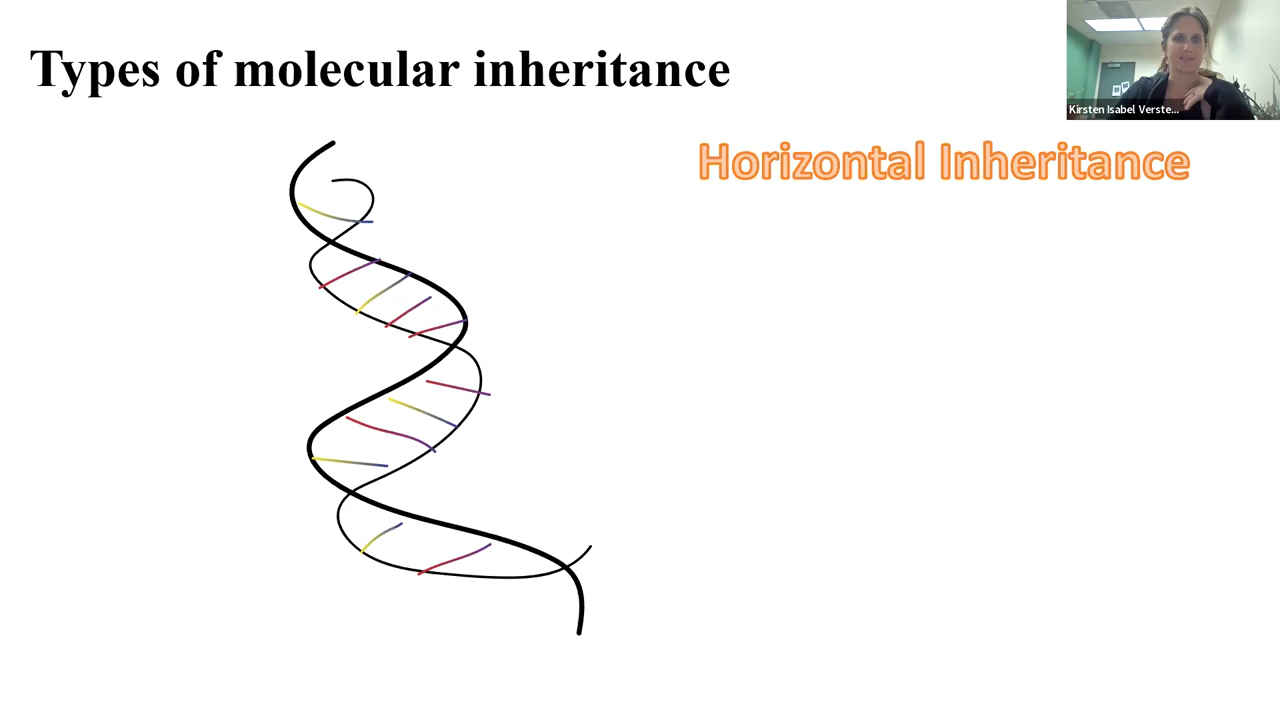 Types of molecular inheritance
Kirsten Isabel Verste...
Horizontal Inheritance